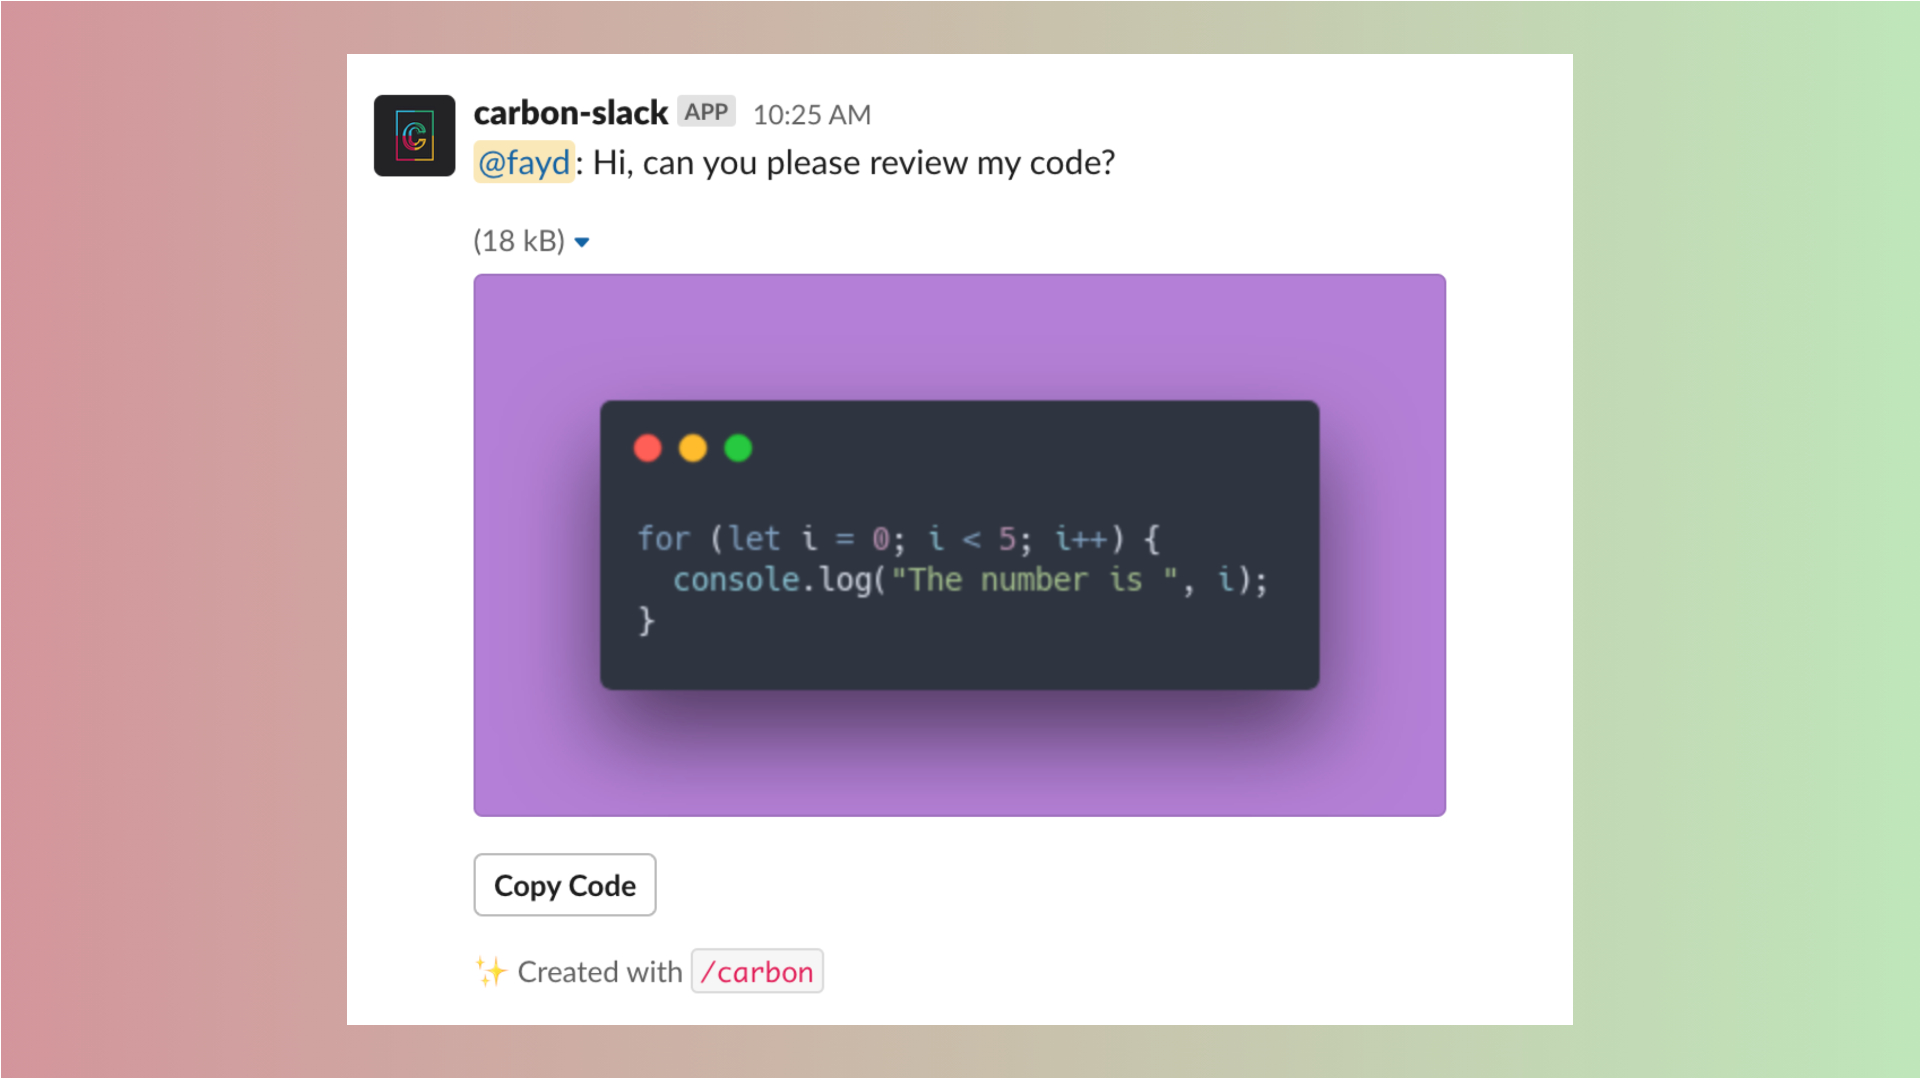 carbon-slack APP 10:25 AM
@fayd: Hi, can you please review my code?
(18 kB)
for (let i = 0; i < 5; i++) {
  console.log("The number is ", i);
}
Copy Code
✨ Created with /carbon